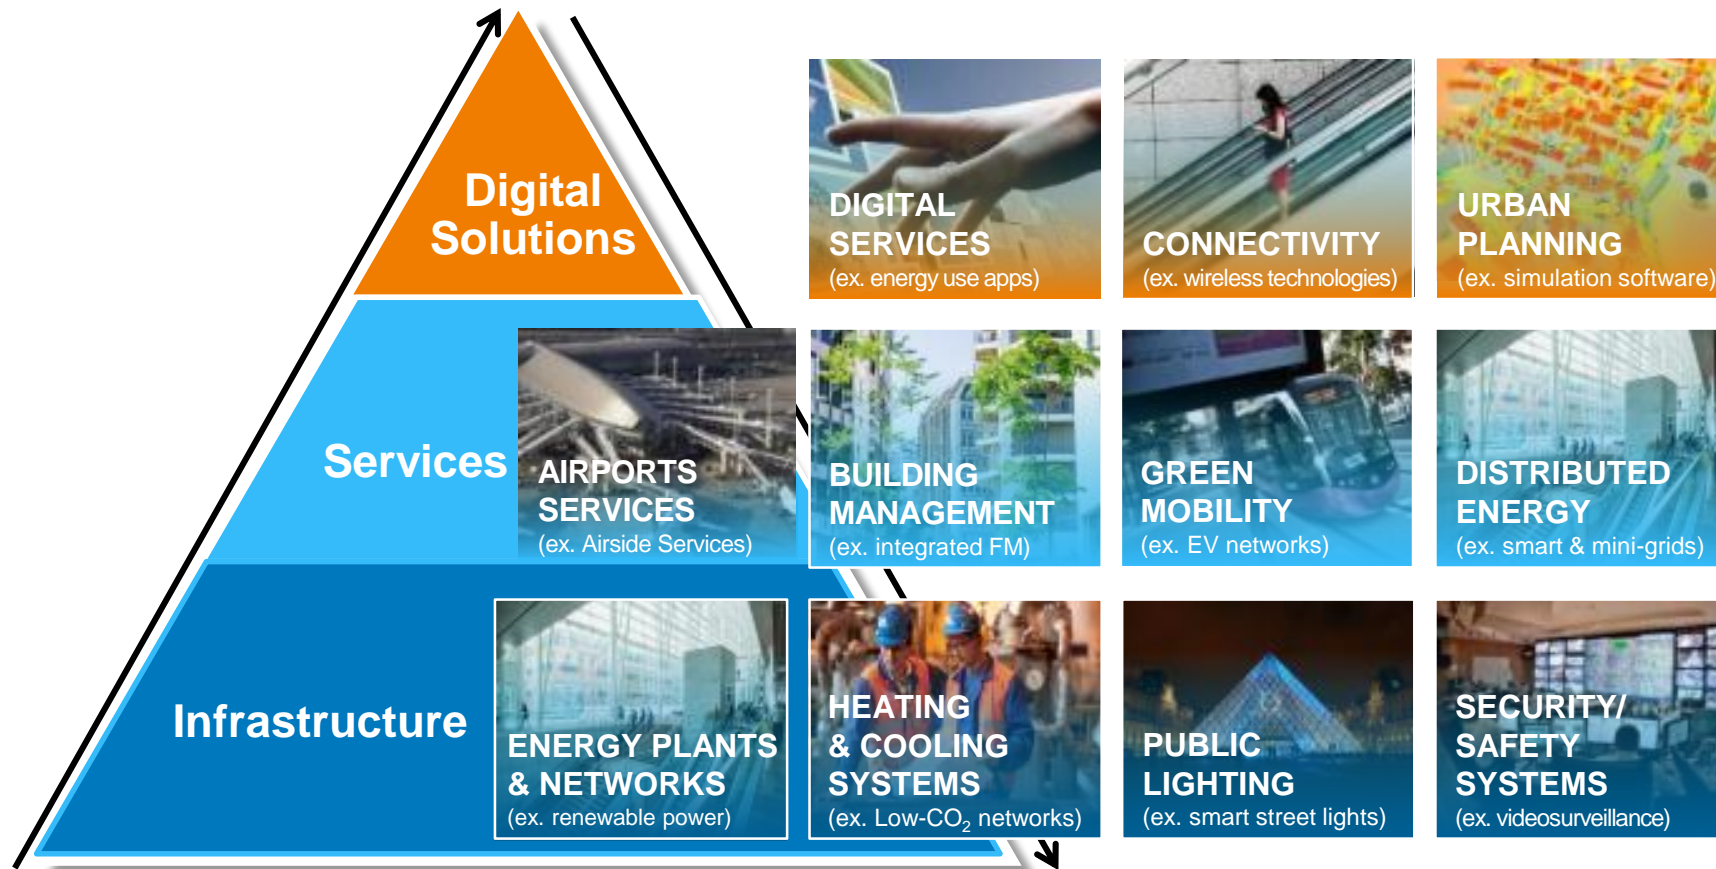 Digital
Solutions
DIGITAL
SERVICES
(ex. energy use apps)
CONNECTIVITY
(ex. wireless technologies)
URBAN
PLANNING
(ex. simulation software)
Services
AIRPORTS
SERVICES
(ex. Airside Services)
BUILDING
MANAGEMENT
(ex. integrated FM)
GREEN
MOBILITY
(ex. EV networks)
DISTRIBUTED
ENERGY
(ex. smart & mini-grids)
Infrastructure
ENERGY PLANTS
& NETWORKS
(ex. renewable power)
HEATING
& COOLING
SYSTEMS
(ex. Low-CO₂ networks)
PUBLIC
LIGHTING
(ex. smart street lights)
SECURITY/
SAFETY
SYSTEMS
(ex. videosurveillance)